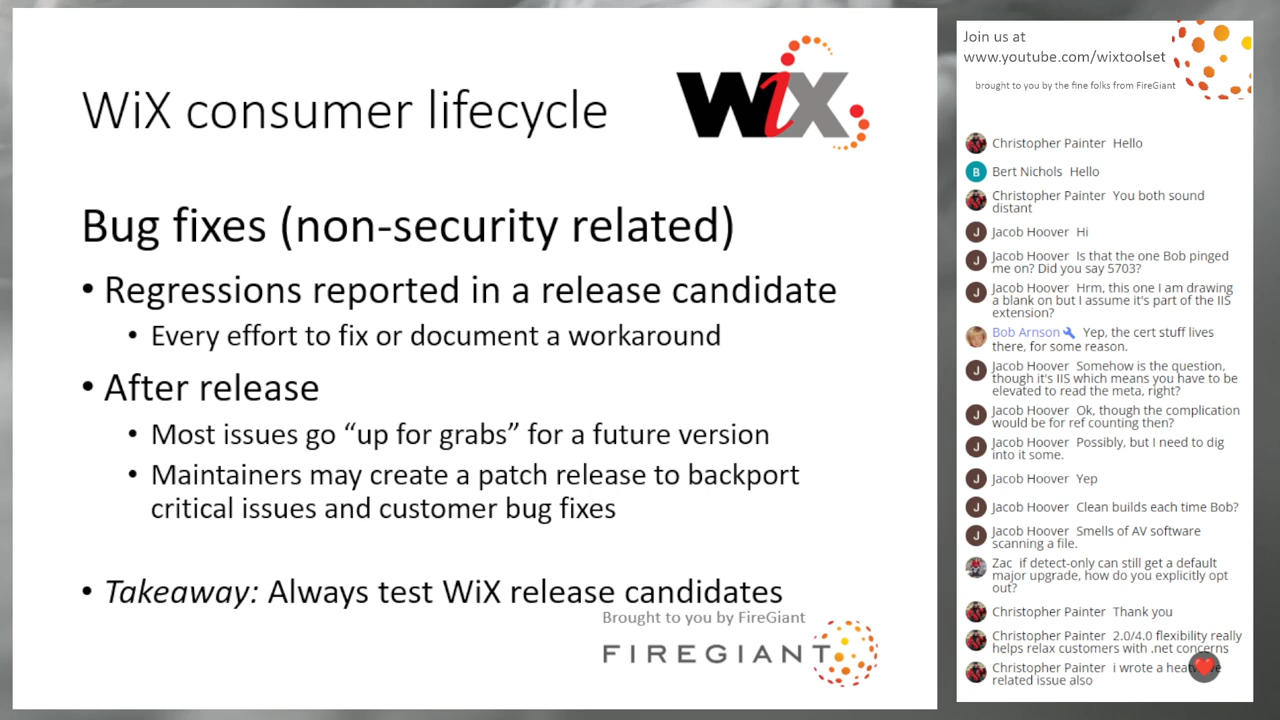 WiX consumer lifecycle
WiX
Bug fixes (non-security related)
• Regressions reported in a release candidate
• Every effort to fix or document a workaround
• After release
• Most issues go “up for grabs” for a future version
• Maintainers may create a patch release to backport
critical issues and customer bug fixes
• Takeaway: Always test WiX release candidates
Brought to you by FireGiant
FIREGIANT
Join us at
www.youtube.com/wixtoolset
brought to you by the fine folks from FireGiant
Christopher Painter Hello
B
Bert Nichols Hello
Christopher Painter You both sound
distant
J
Jacob Hoover Hi
J
Jacob Hoover Is that the one Bob pinged
me on? Did you say 5703?
J
Jacob Hoover Hrm, this one I am drawing
a blank on but I assume it's part of the IIS
extension?
Bob Arnson Yep, the cert stuff lives
there, for some reason.
J
Jacob Hoover Somehow is the question,
though it's IIS which means you have to be
elevated to read the meta, right?
J
Jacob Hoover Ok, though the complication
would be for ref counting then?
J
Jacob Hoover Possibly, but I need to dig
into it some.
J
Jacob Hoover Yep
J
Jacob Hoover Clean builds each time Bob?
J
Jacob Hoover Smells of AV software
scanning a file.
Zac if detect-only can still get a default
major upgrade, how do you explicitly opt
out?
Christopher Painter Thank you
Christopher Painter 2.0/4.0 flexibility really
helps relax customers with .net concerns
Christopher Painter i wrote a
related issue also